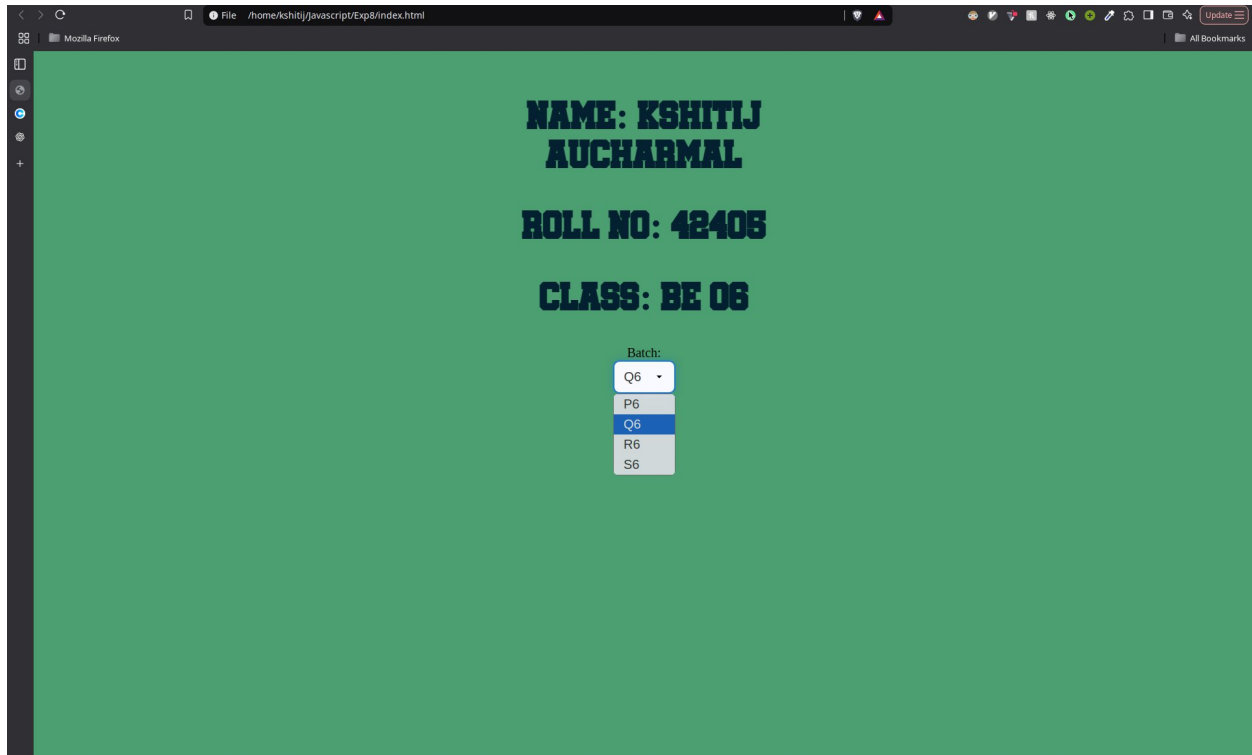 File /home/kshitij/Javascript/Exp8/index.html
Update
Mozilla Firefox
All Bookmarks
NAME: KSHITIJ
AUCHARMAL
ROLL NO: 42405
CLASS: BE 06
Batch:
Q6
P6
Q6
R6
S6